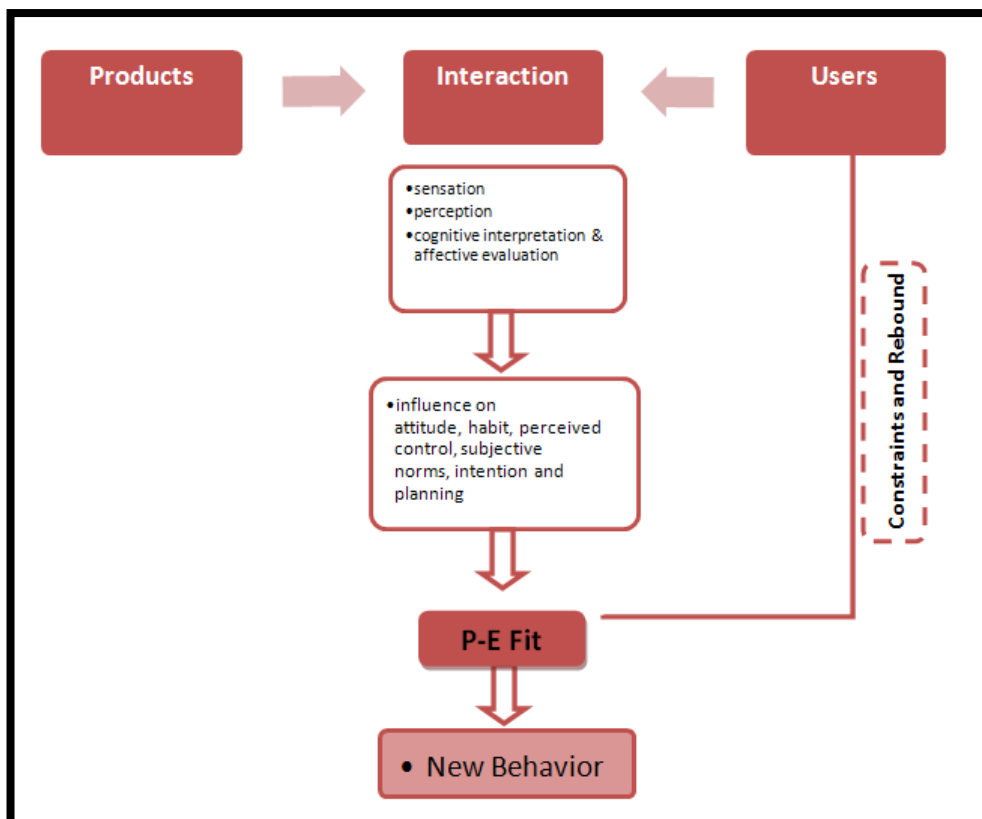 Products
Interaction
Users
•sensation
•perception
•cognitive interpretation &
affective evaluation
Constraints and Rebound
•influence on
attitude, habit, perceived
control, subjective
norms, intention and
planning
P-E Fit
• New Behavior